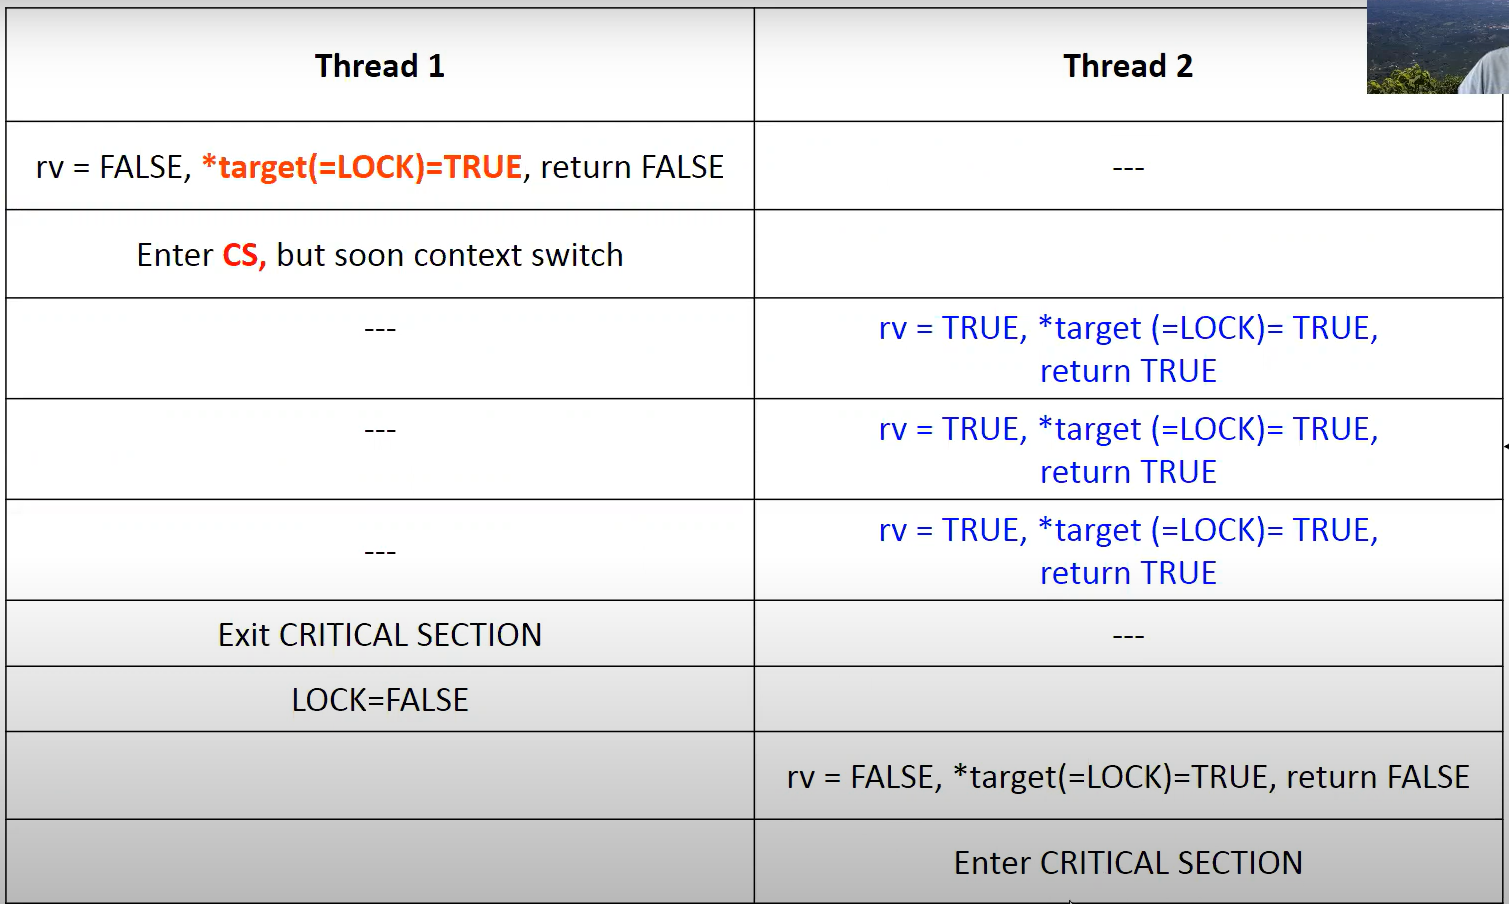 Thread 1
Thread 2
rv = FALSE, *target(=LOCK)=TRUE, return FALSE
---
Enter CS, but soon context switch
---
rv = TRUE, *target (=LOCK)= TRUE,
return TRUE
---
rv = TRUE, *target (=LOCK)= TRUE,
return TRUE
---
rv = TRUE, *target (=LOCK)= TRUE,
return TRUE
Exit CRITICAL SECTION
---
LOCK=FALSE
rv = FALSE, *target(=LOCK)=TRUE, return FALSE
Enter CRITICAL SECTION